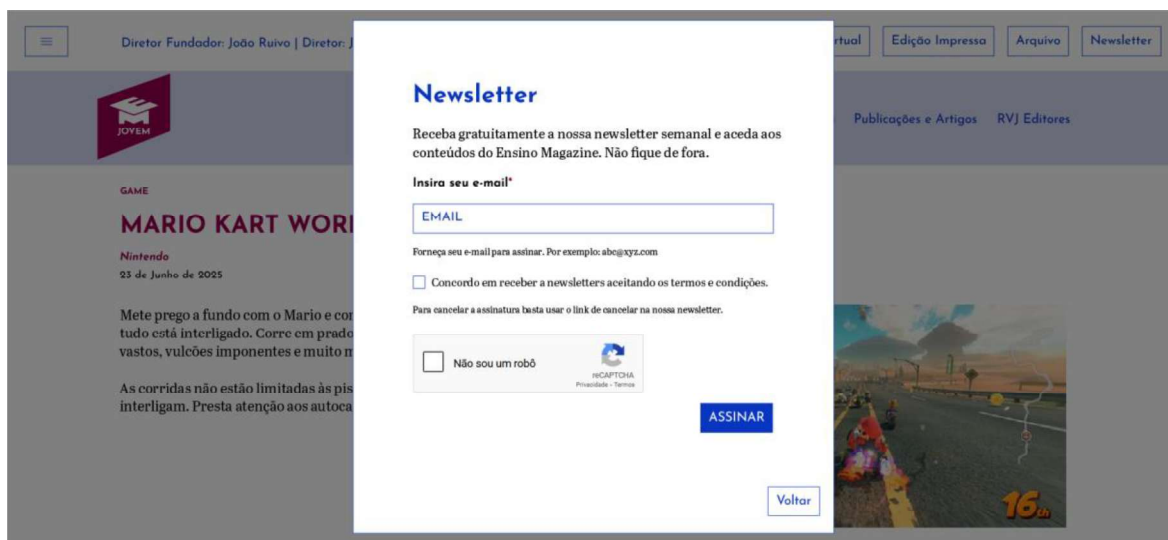 Diretor Fundador: João Ruivo | Diretor: J
rtual
Edição Impressa
Arquivo
Newsletter
JOVEM
Publicações e Artigos
RVJ Editores
GAME
MARIO KART WORL
Nintendo
23 de Junho de 2025
Mete prego a fundo com o Mario e cor
tudo está interligado. Corre em prado
vastos, vulcões imponentes e muito m
As corridas não estão limitadas às pis
interligam. Presta atenção aos autoca
Newsletter
Receba gratuitamente a nossa newsletter semanal e aceda aos
conteúdos do Ensino Magazine. Não fique de fora.
Insira seu e-mail*
EMAIL
Forneça seu e-mail para assinar. Por exemplo: abc@xyz.com
Concordo em receber a newsletters aceitando os termos e condições.
Para cancelar a assinatura basta usar o link de cancelar na nossa newsletter.
Não sou um robô
reCAPTCHA
Privacidade - Termos
ASSINAR
Voltar
16th